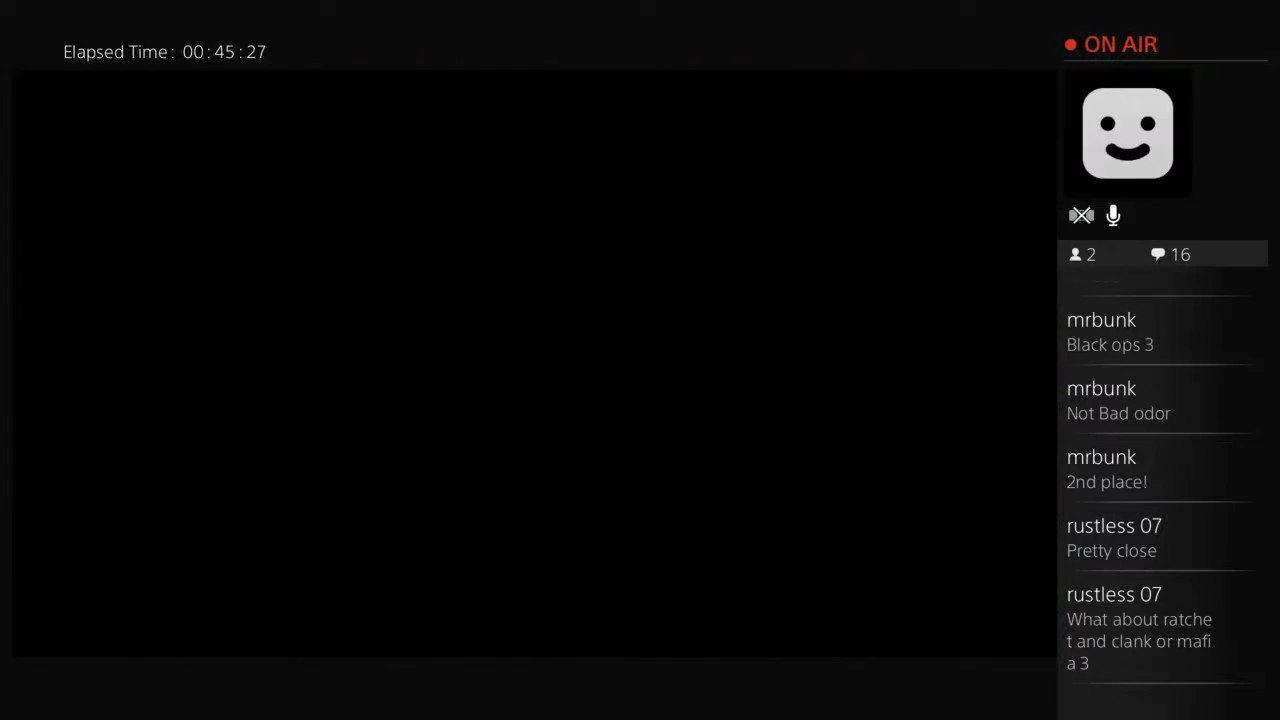 Elapsed Time: 00:45:27
ON AIR
2 16
mrbunk
Black ops 3
mrbunk
Not Bad odor
mrbunk
2nd place!
rustless 07
Pretty close
rustless 07
What about ratche
t and clank or mafi
a 3